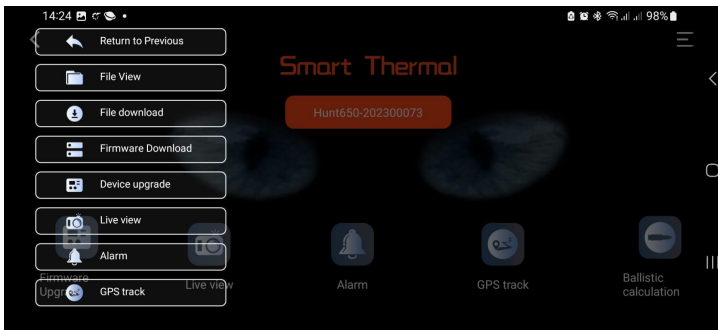 14:24
98%
Return to Previous
File View
File download
Firmware Download
Device upgrade
Live view
Alarm
GPS track
Smart Thermal
Hunt650-202300073
Firmware
Upgr
Live view
Alarm
GPS track
Ballistic
calculation